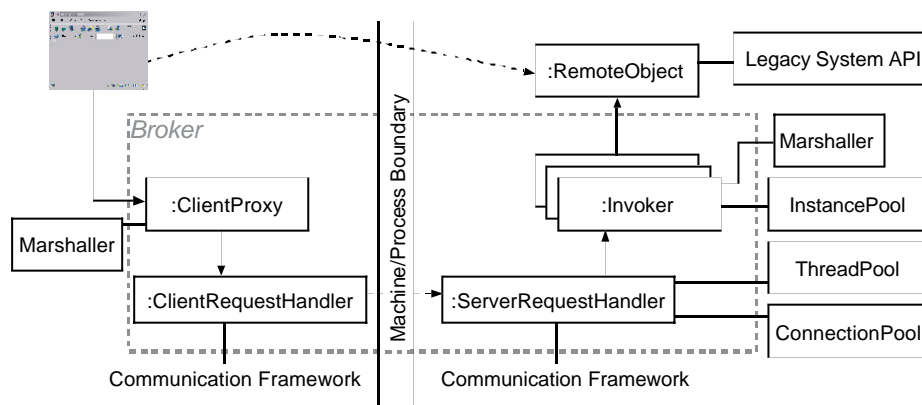 :RemoteObject
Legacy System API
Broker
Machine/Process Boundary
Marshaller
:ClientProxy
:Invoker
InstancePool
Marshaller
ThreadPool
:ClientRequestHandler
:ServerRequestHandler
ConnectionPool
Communication Framework
Communication Framework